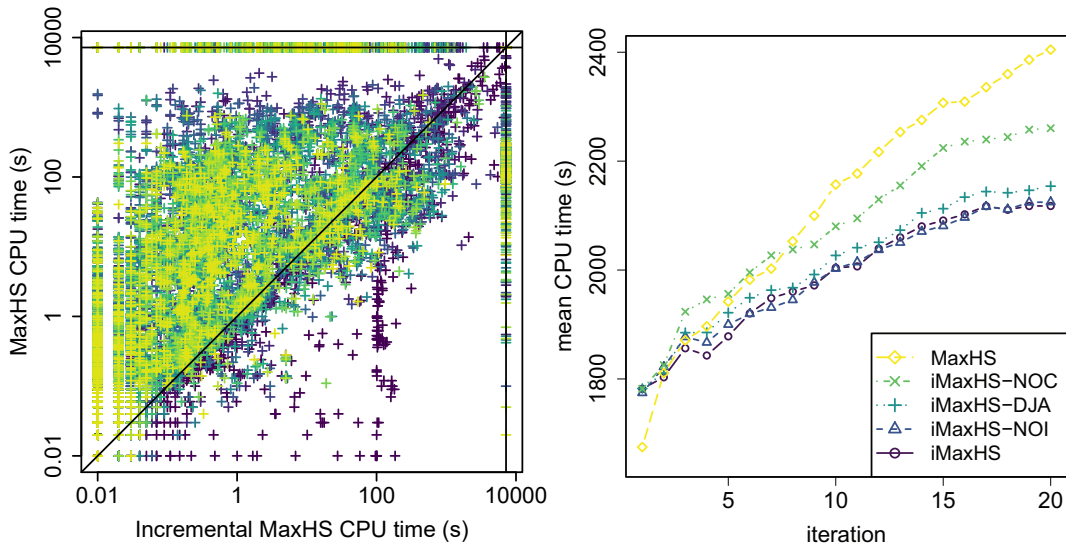 MaxHS CPU time (s)
10000
100
1
0.01
0.01
1
100
10000
Incremental MaxHS CPU time (s)
mean CPU time (s)
2400
2200
2000
1800
5
10
15
20
iteration
MaxHS
iMaxHS−NOC
iMaxHS−DJA
iMaxHS−NOI
iMaxHS